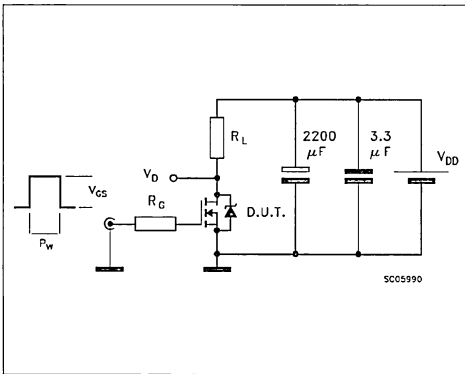 2200
μF
3.3
μF
V_DD
R_L
V_D
R_G
D.U.T.
V_GS
P_W
SC05990